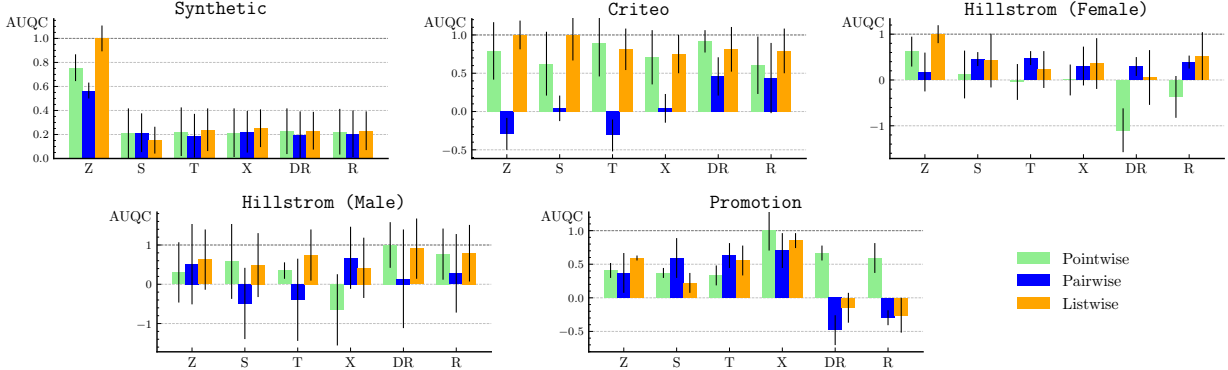 Synthetic
AUQC
1.0
0.8
0.6
0.4
0.2
0.0
Z S T X DR R
Criteo
AUQC
1.0
0.5
0.0
−0.5
Z S T X DR R
Hillstrom (Female)
AUQC
1
0
−1
Z S T X DR R
Hillstrom (Male)
AUQC
1
0
−1
Z S T X DR R
Promotion
AUQC
1.0
0.5
0.0
−0.5
Z S T X DR R
Pointwise
Pairwise
Listwise